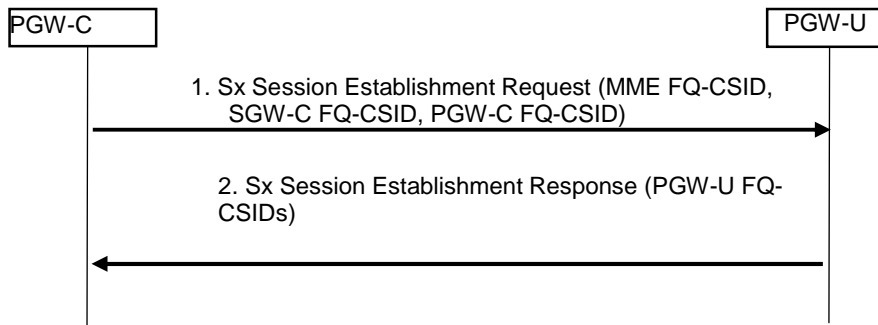 PGW-C
PGW-U
1. Sx Session Establishment Request (MME FQ-CSID,
SGW-C FQ-CSID, PGW-C FQ-CSID)
2. Sx Session Establishment Response (PGW-U FQ-
CSIDs)